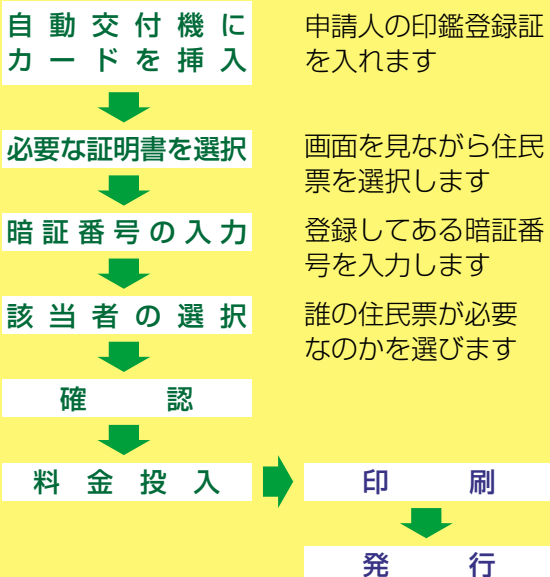 自動交付機に
カードを挿入
申請人の印鑑登録証
を入れます
必要な証明書を選択
画面を見ながら住民
票を選択します
暗証番号の入力
登録してある暗証番
号を入力します
該当者の選択
誰の住民票が必要
なのかを選びます
確認
料金投入
印刷
発行